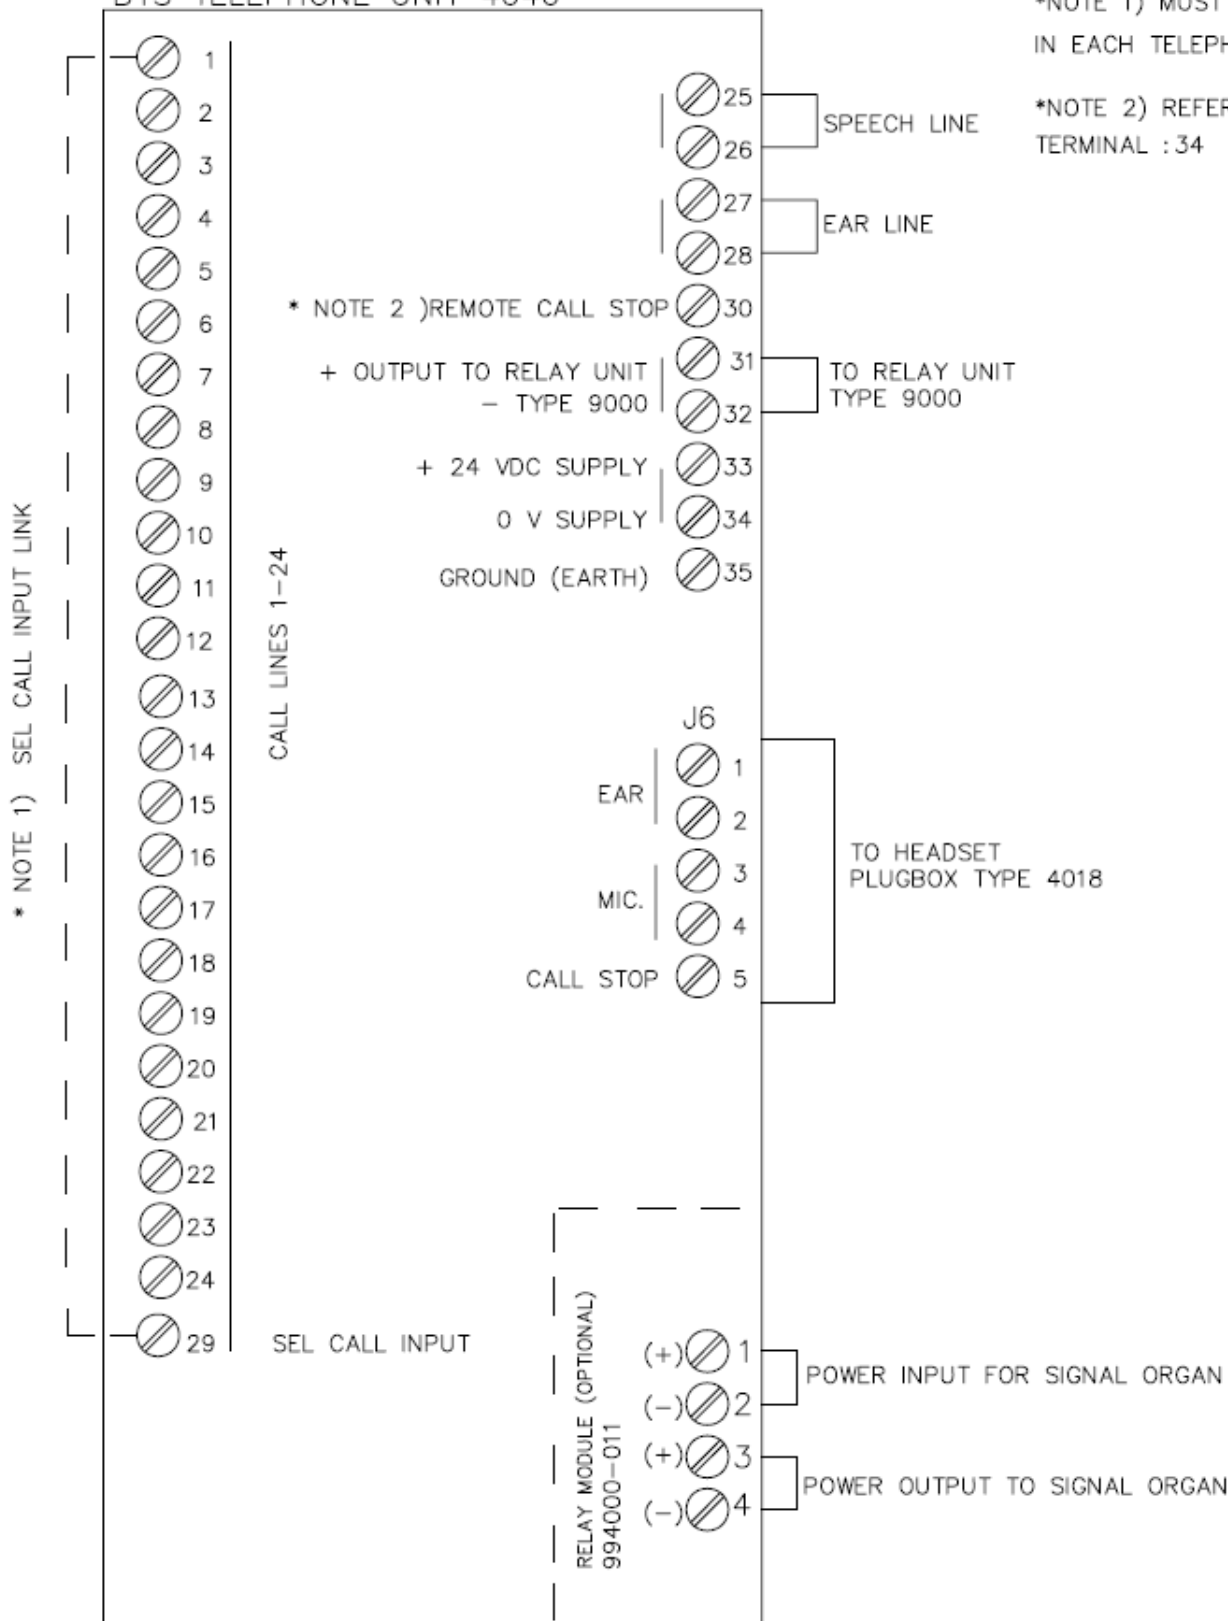 *NOTE 1) MUST
IN EACH TELEPH
*NOTE 2) REFER
TERMINAL :34
1
2
3
4
5
6
7
8
9
10
11
12
13
14
15
16
17
18
19
20
21
22
23
24
29
* NOTE 1) SEL CALL INPUT LINK
CALL LINES 1-24
SEL CALL INPUT
25
26
SPEECH LINE
27
28
EAR LINE
* NOTE 2 )REMOTE CALL STOP 30
+ OUTPUT TO RELAY UNIT
- TYPE 9000
31
32
TO RELAY UNIT
TYPE 9000
+ 24 VDC SUPPLY 33
0 V SUPPLY 34
GROUND (EARTH) 35
J6
EAR
1
2
MIC.
3
4
CALL STOP 5
TO HEADSET
PLUGBOX TYPE 4018
RELAY MODULE (OPTIONAL)
994000-011
(+) 1
(-) 2
POWER INPUT FOR SIGNAL ORGAN
(+) 3
(-) 4
POWER OUTPUT TO SIGNAL ORGAN